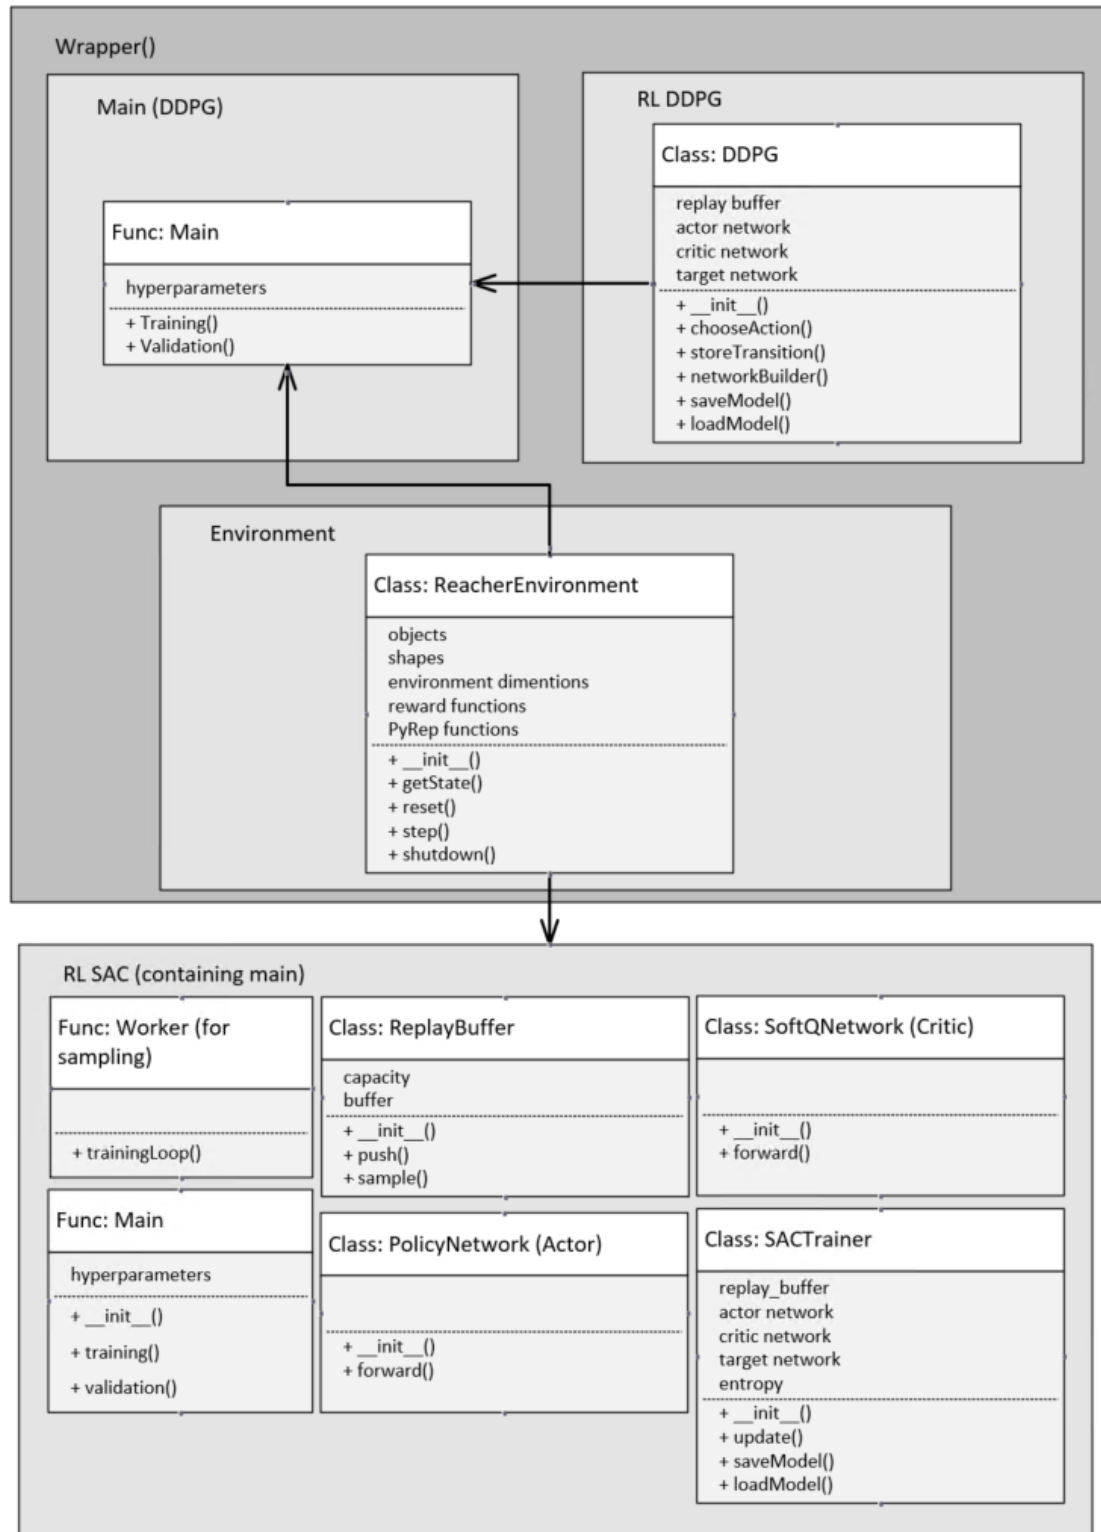 Wrapper()
Main (DDPG)
Func: Main
hyperparameters
+ Training()
+ Validation()
RL DDPG
Class: DDPG
replay buffer
actor network
critic network
target network
+ __init__()
+ chooseAction()
+ storeTransition()
+ networkBuilder()
+ saveModel()
+ loadModel()
Environment
Class: ReacherEnvironment
objects
shapes
environment dimentions
reward functions
PyRep functions
+ __init__()
+ getState()
+ reset()
+ step()
+ shutdown()
RL SAC (containing main)
Func: Worker (for
sampling)
+ trainingLoop()
Class: ReplayBuffer
capacity
buffer
+ __init__()
+ push()
+ sample()
Class: SoftQNetwork (Critic)
+ __init__()
+ forward()
Func: Main
hyperparameters
+ __init__()
+ training()
+ validation()
Class: PolicyNetwork (Actor)
+ __init__()
+ forward()
Class: SACTrainer
replay_buffer
actor network
critic network
target network
entropy
+ __init__()
+ update()
+ saveModel()
+ loadModel()